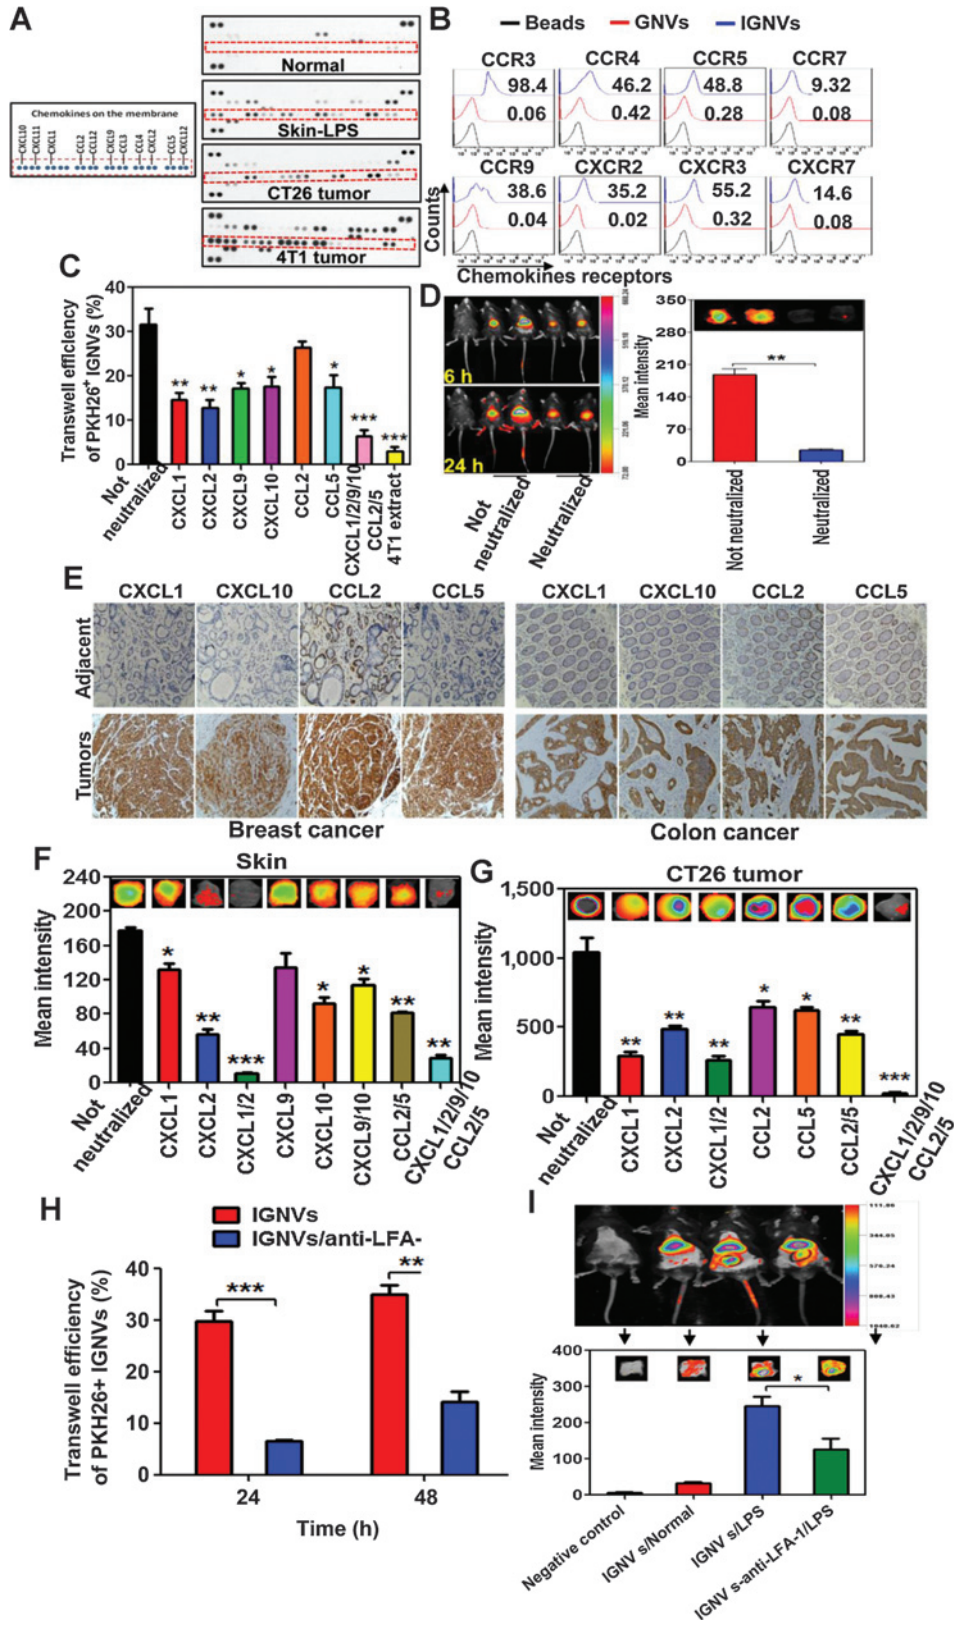 A
Chemokines on the membrane
CXCL10
CXCL11
CXCL1
CCL2
CCL12
CXCL9
CCL3
CCL4
CXCL2
CCL5
CXCL12
Normal
Skin-LPS
CT26 tumor
4T1 tumor
B
Beads GNVs IGNVs
CCR3 CCR4 CCR5 CCR7
98.4 46.2 48.8 9.32
0.06 0.42 0.28 0.08
CCR9 CXCR2 CXCR3 CXCR7
38.6 35.2 55.2 14.6
0.04 0.02 0.32 0.08
Counts
Chemokines receptors
C
Transwell efficiency
of PKH26+ IGNVs (%)
40
30
20
10
0
** ** * * * *** ***
Not
neutralized
CXCL1
CXCL2
CXCL9
CXCL10
CCL2
CCL5
CXCL1/2/9/10
CCL2/5
4T1 extract
D
6 h
24 h
Not
neutralized
Neutralized
Mean intensity
350
280
210
140
70
0
**
Not neutralized
Neutralized
E
CXCL1 CXCL10 CCL2 CCL5 CXCL1 CXCL10 CCL2 CCL5
Adjacent
Tumors
Breast cancer Colon cancer
F
Skin
Mean intensity
240
200
160
120
80
40
0
* ** *** * * ** **
Not
neutralized
CXCL1
CXCL2
CXCL1/2
CXCL9
CXCL10
CXCL9/10
CCL2/5
CXCL1/2/9/10
CCL2/5
G
CT26 tumor
Mean intensity
1,500
1,000
500
0
** ** ** * * ** ***
Not
neutralized
CXCL1
CXCL2
CXCL1/2
CCL2
CCL5
CCL2/5
CXCL1/2/9/10
CCL2/5
H
IGNVs
IGNVs/anti-LFA-
Transwell efficiency
of PKH26+ IGNVs (%)
40
30
20
10
0
*** **
24 48
Time (h)
I
Mean intensity
400
300
200
100
0
*
Negative control
IGNV s/Normal
IGNV s/LPS
IGNV s-anti-LFA-1/LPS